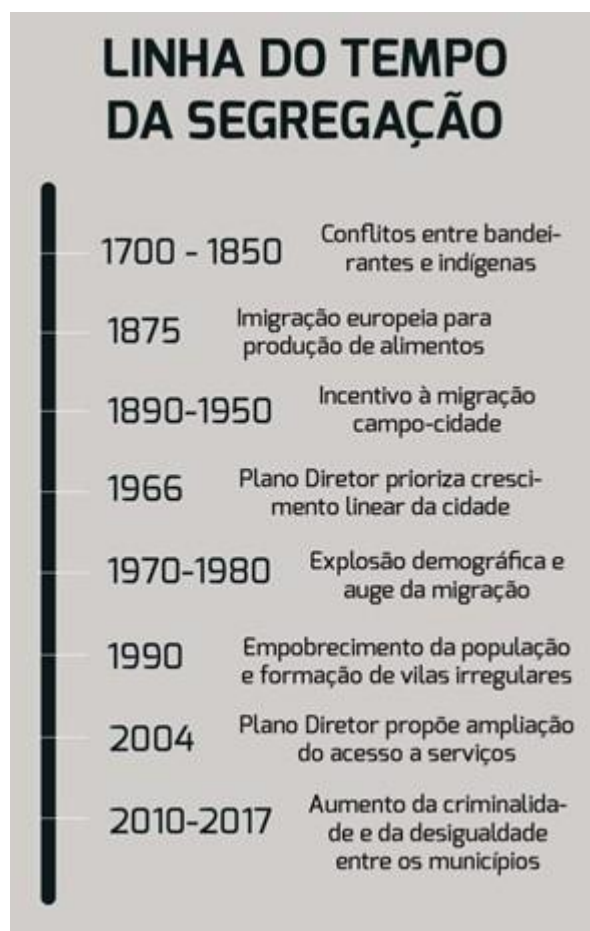 LINHA DO TEMPO
DA SEGREGAÇÃO
1700 - 1850
Conflitos entre bandei-
rantes e indígenas
1875
Imigração europeia para
produção de alimentos
1890-1950
Incentivo à migração
campo-cidade
1966
Plano Diretor prioriza cresci-
mento linear da cidade
1970-1980
Explosão demográfica e
auge da migração
1990
Empobrecimento da população
e formação de vilas irregulares
2004
Plano Diretor propõe ampliação
do acesso a serviços
2010-2017
Aumento da criminalida-
de e da desigualdade
entre os municípios